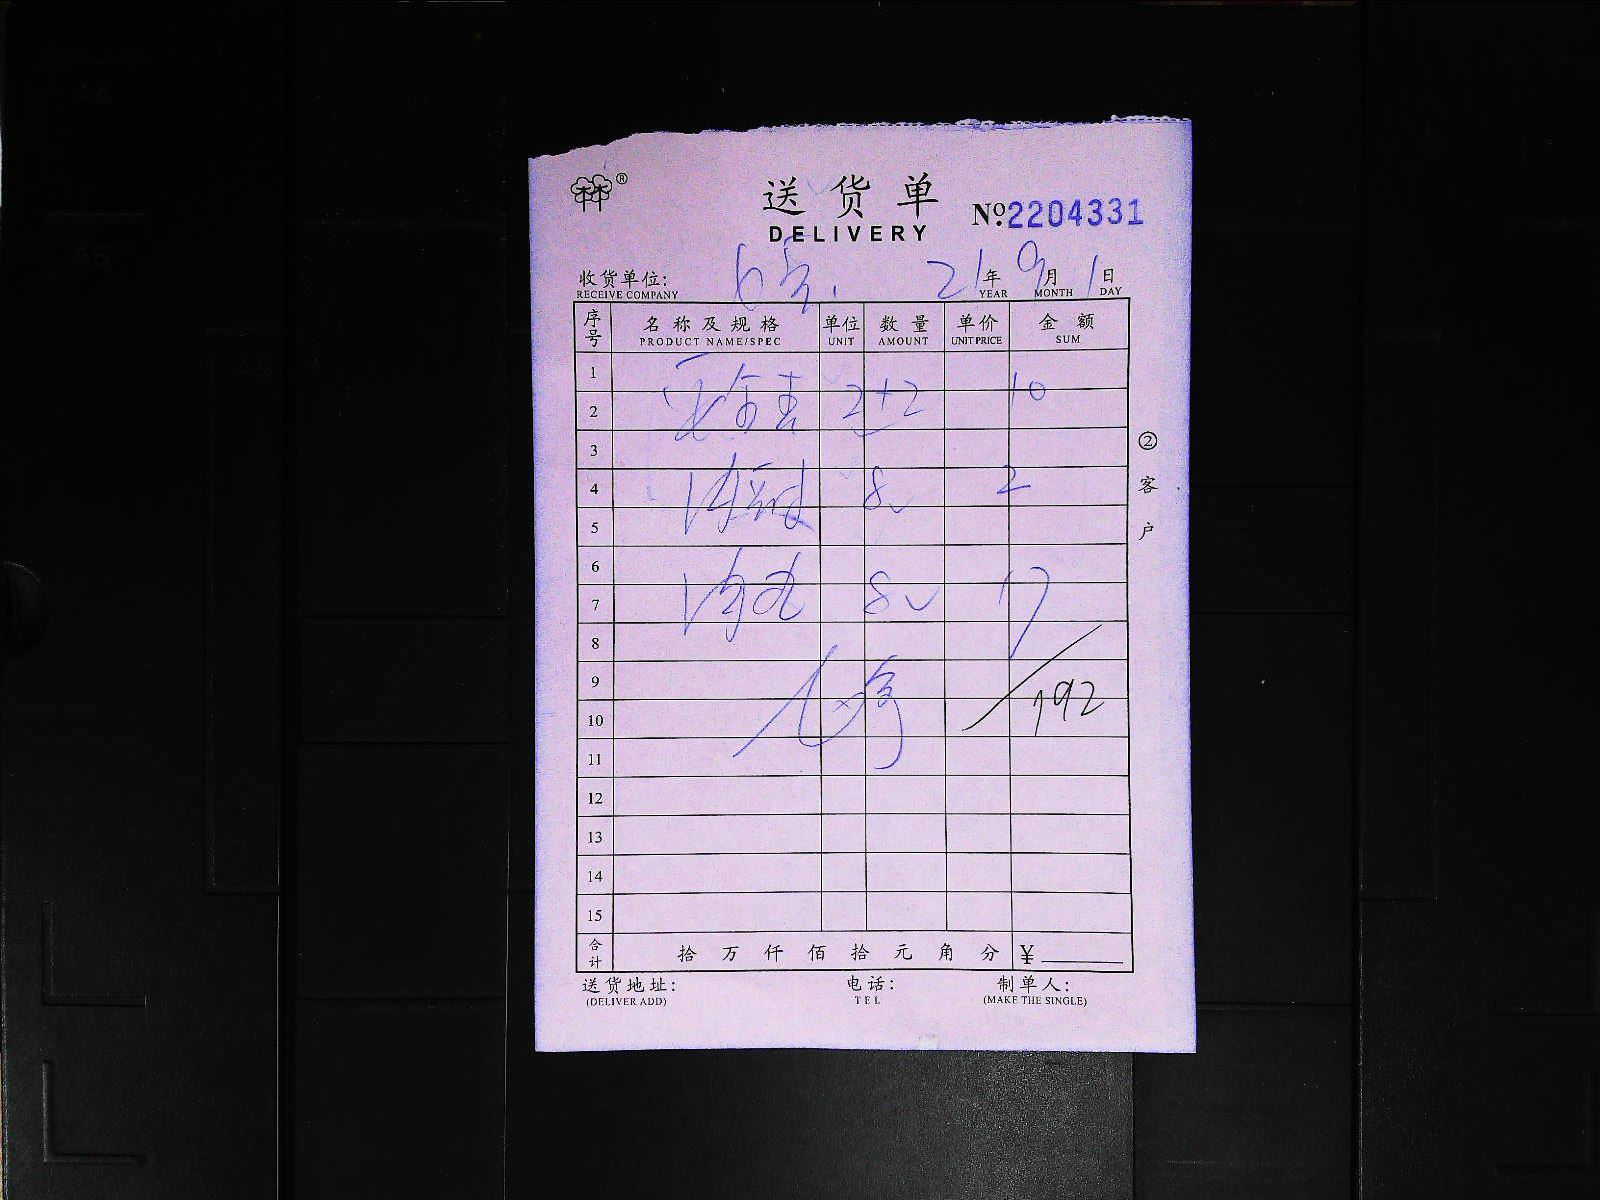 ®
送货单 №2204331
DELIVERY
收货单位: 21年9月1日
RECEIVE COMPANY YEAR MONTH DAY
序号 名称及规格 单位 数量 单价 金额
PRODUCT NAME/SPEC UNIT AMOUNT UNIT PRICE SUM
1
2 2+2 10
3
4 8 2
5
6
7 8 17
8
9
10 192
11
12
13
14
15
合计 拾 万 仟 佰 拾 元 角 分 ¥
② 客户
送货地址: 电话: 制单人:
(DELIVER ADD) TEL (MAKE THE SINGLE)